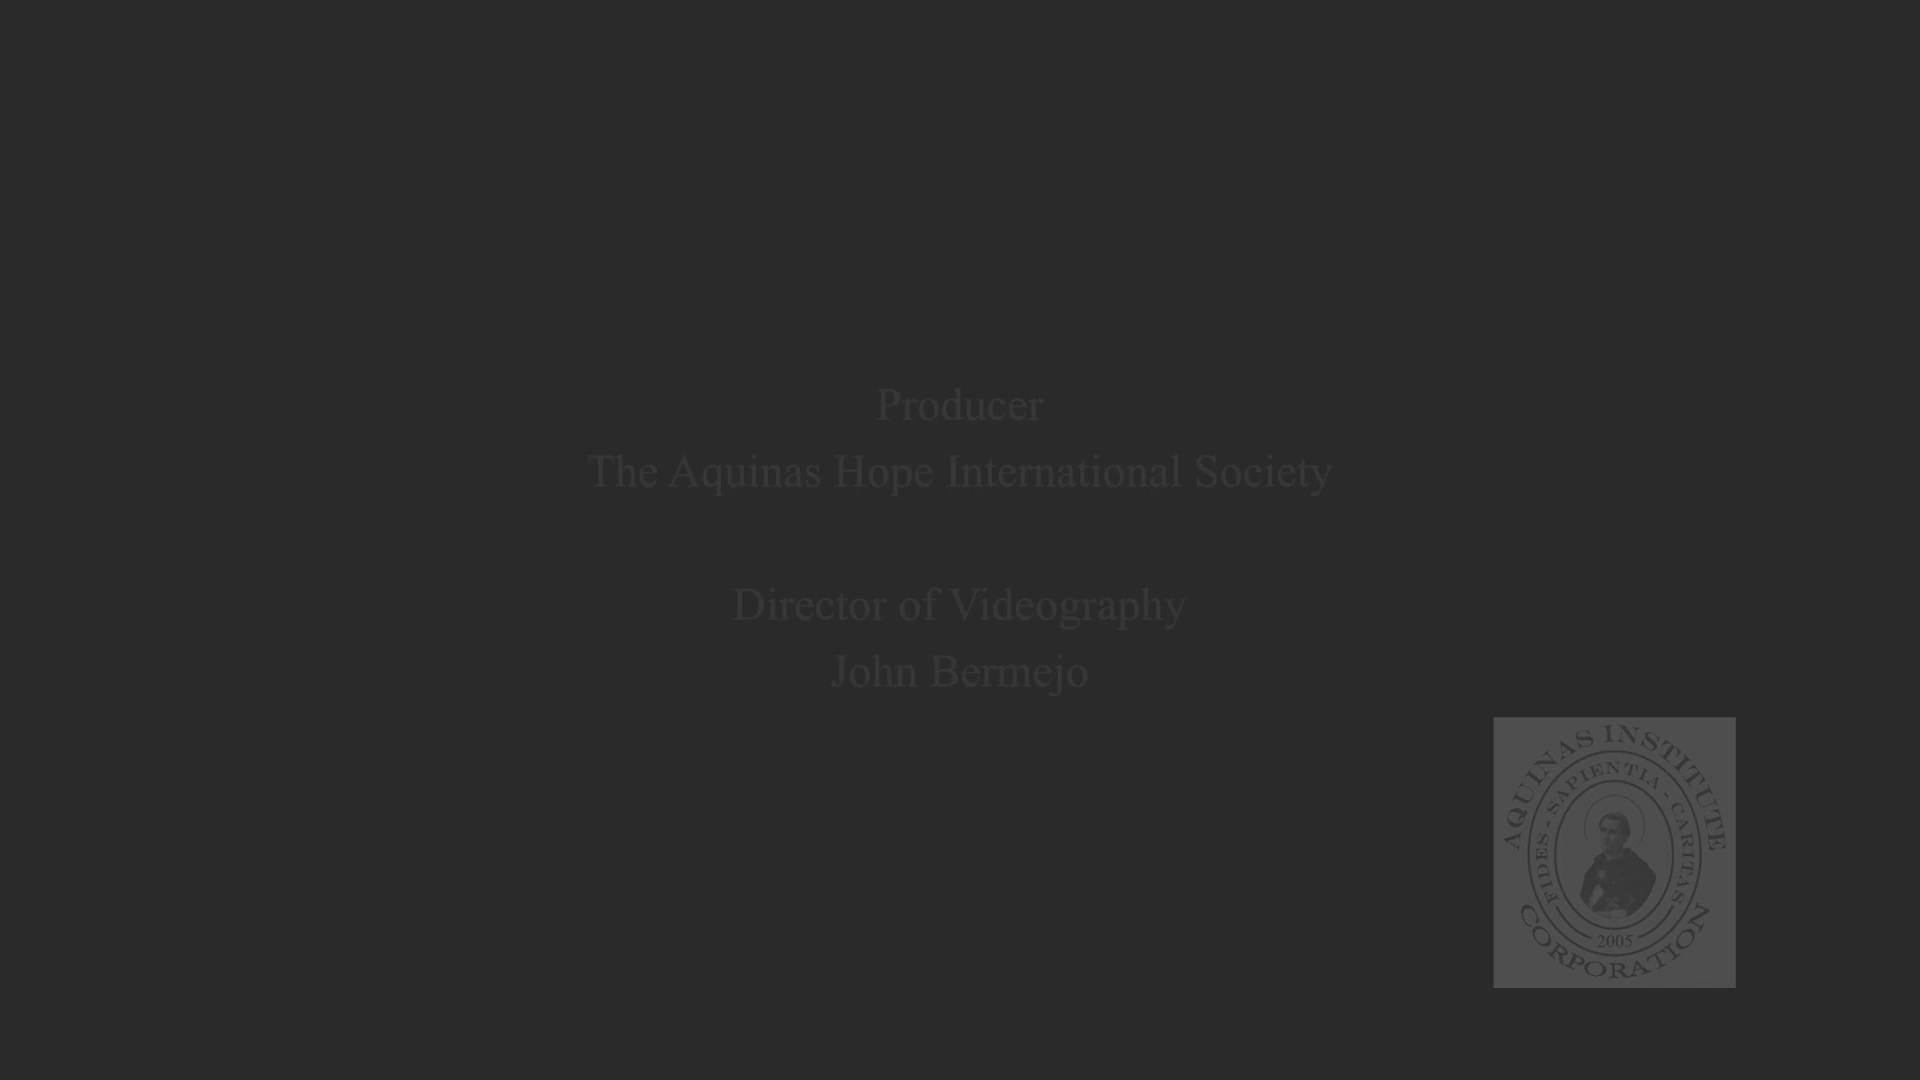 Producer
The Aquinas Hope International Society
Director of Videography
John Bermejo
AQUINAS INSTITUTE
FIDES - SAPIENTIA - CARITAS
2005
CORPORATION